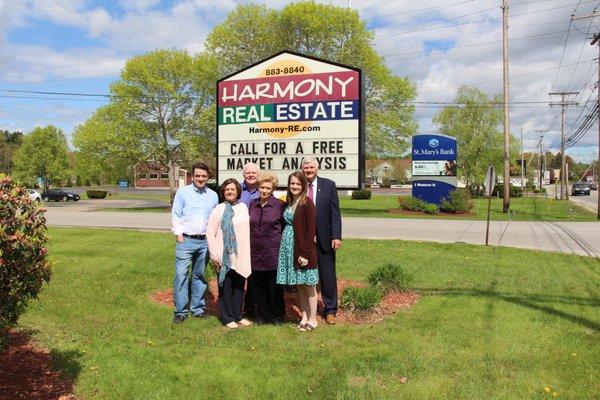 883-8840
HARMONY
REAL ESTATE
Harmony-RE.com
CALL FOR A FREE
MARKET ANALYSIS
St. Mary's Bank